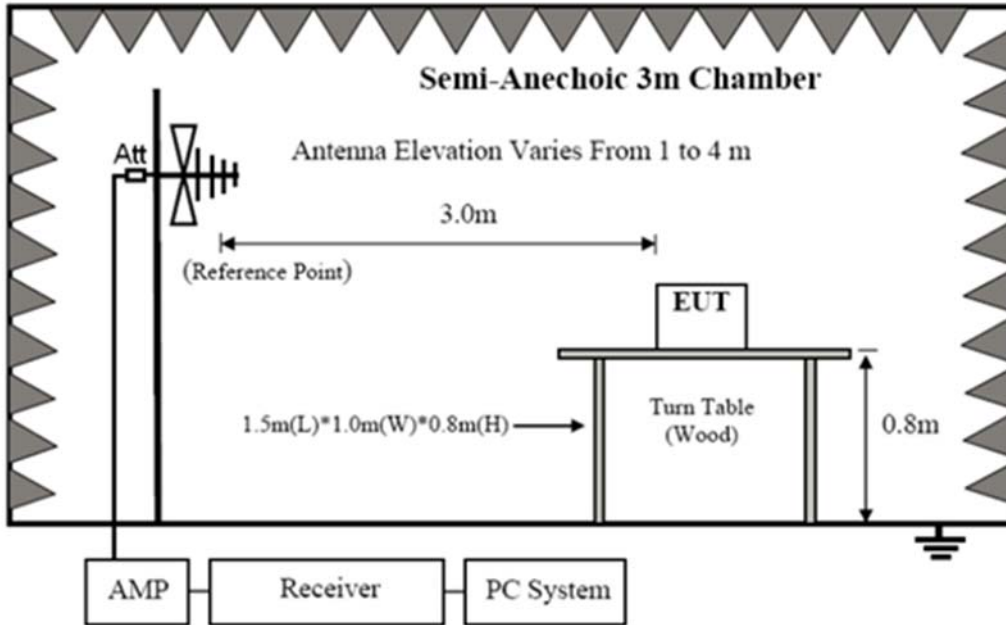 Semi-Anechoic 3m Chamber
Att
Antenna Elevation Varies From 1 to 4 m
3.0m
(Reference Point)
EUT
1.5m(L)*1.0m(W)*0.8m(H)
Turn Table
(Wood)
0.8m
AMP
Receiver
PC System